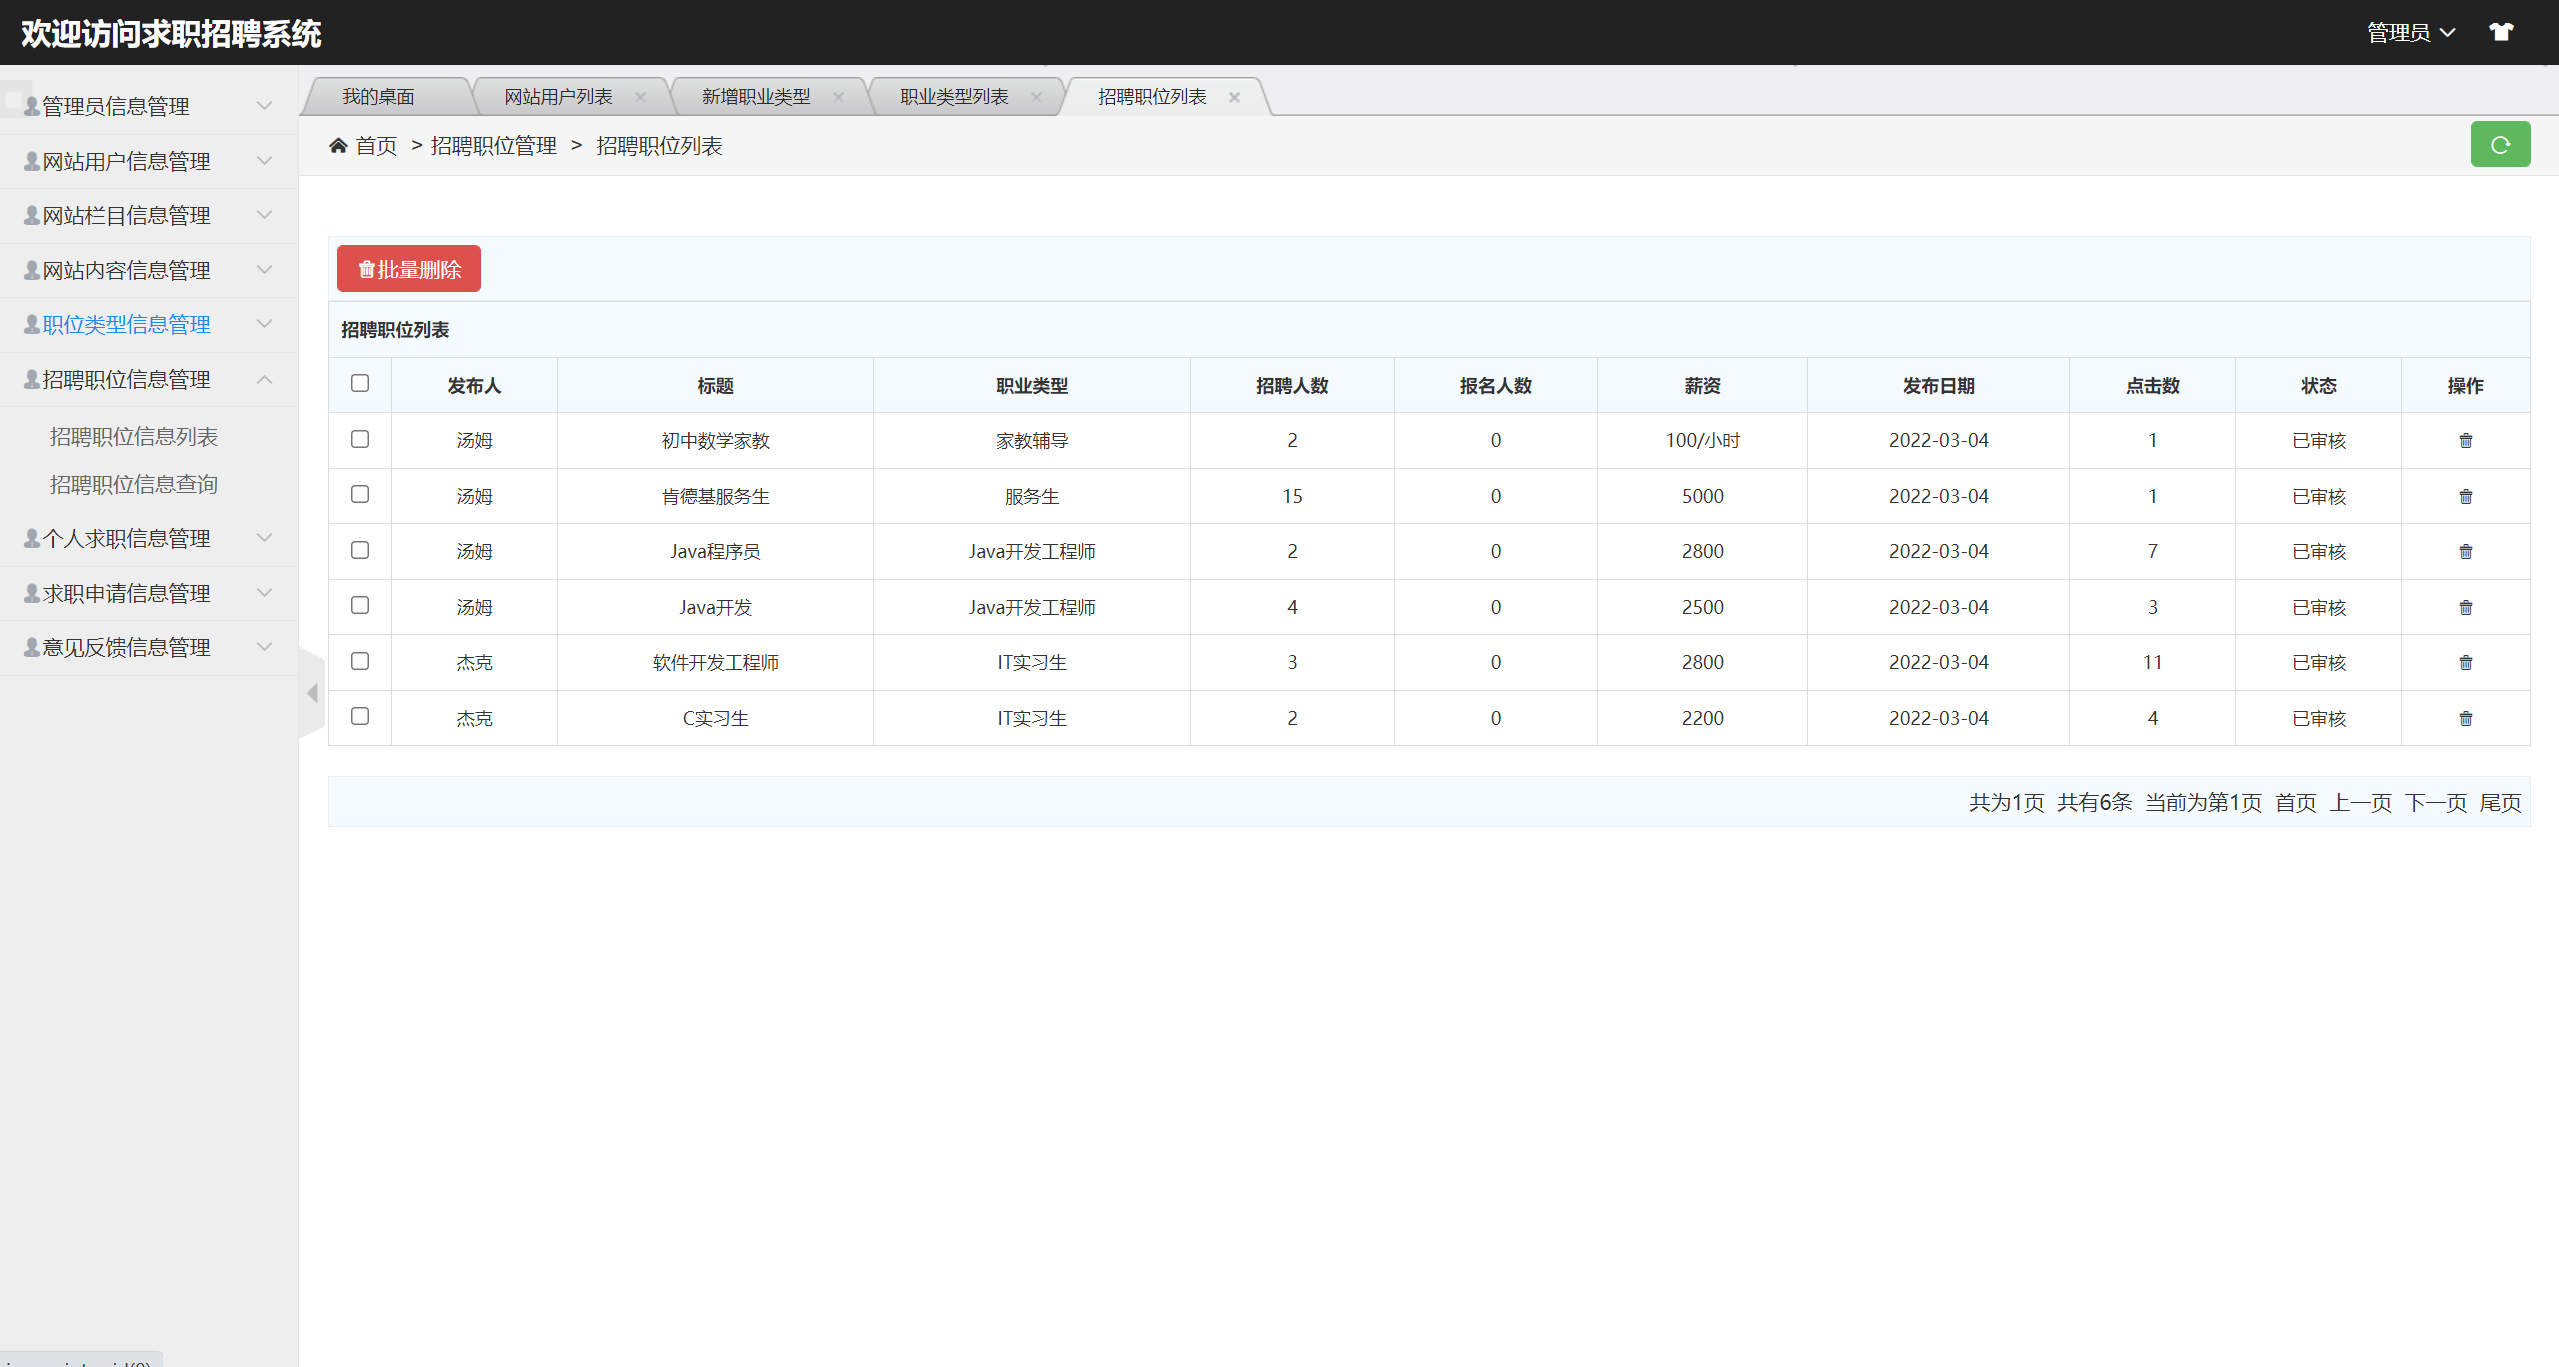 欢迎访问求职招聘系统
管理员
管理员信息管理
网站用户信息管理
网站栏目信息管理
网站内容信息管理
职位类型信息管理
招聘职位信息管理
招聘职位信息列表
招聘职位信息查询
个人求职信息管理
求职申请信息管理
意见反馈信息管理
我的桌面 网站用户列表 新增职业类型 职业类型列表 招聘职位列表
首页 > 招聘职位管理 > 招聘职位列表
批量删除
招聘职位列表
发布人 标题 职业类型 招聘人数 报名人数 薪资 发布日期 点击数 状态 操作
汤姆 初中数学家教 家教辅导 2 0 100/小时 2022-03-04 1 已审核
汤姆 肯德基服务生 服务生 15 0 5000 2022-03-04 1 已审核
汤姆 Java程序员 Java开发工程师 2 0 2800 2022-03-04 7 已审核
汤姆 Java开发 Java开发工程师 4 0 2500 2022-03-04 3 已审核
杰克 软件开发工程师 IT实习生 3 0 2800 2022-03-04 11 已审核
杰克 C实习生 IT实习生 2 0 2200 2022-03-04 4 已审核
共为1页 共有6条 当前为第1页 首页 上一页 下一页 尾页